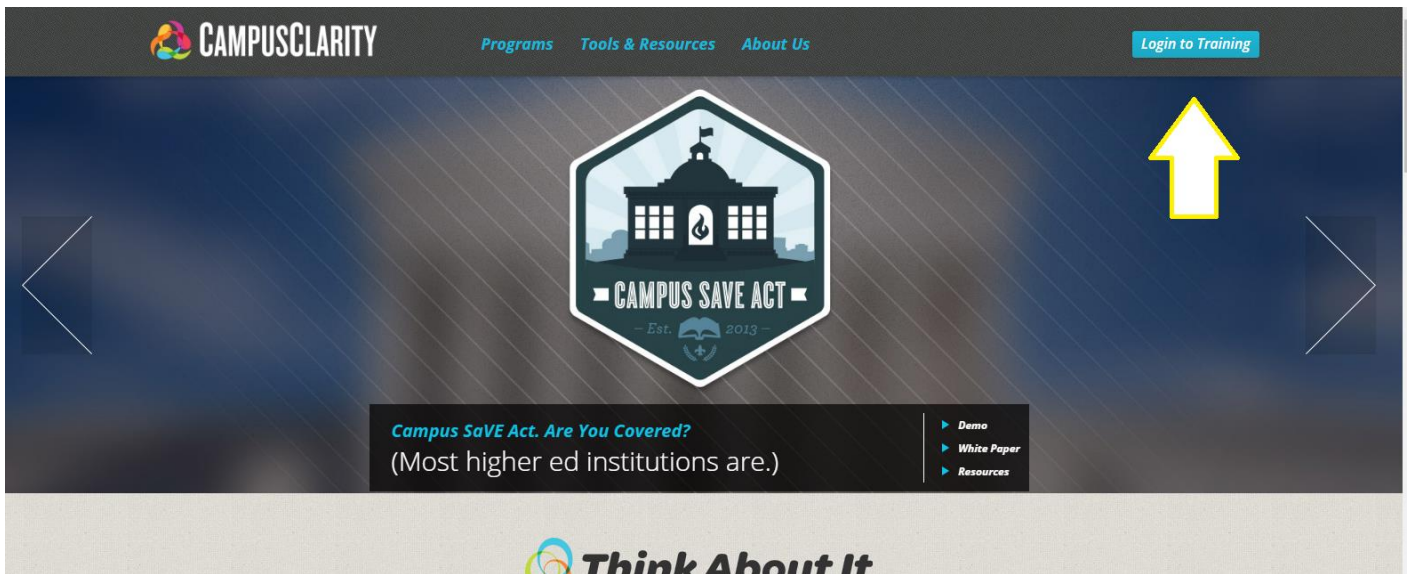 CAMPUSCLARITY
Programs Tools & Resources About Us
Login to Training
CAMPUS SAVE ACT
Est. 2013
Campus SaVE Act. Are You Covered?
(Most higher ed institutions are.)
Demo
White Paper
Resources
Think About It